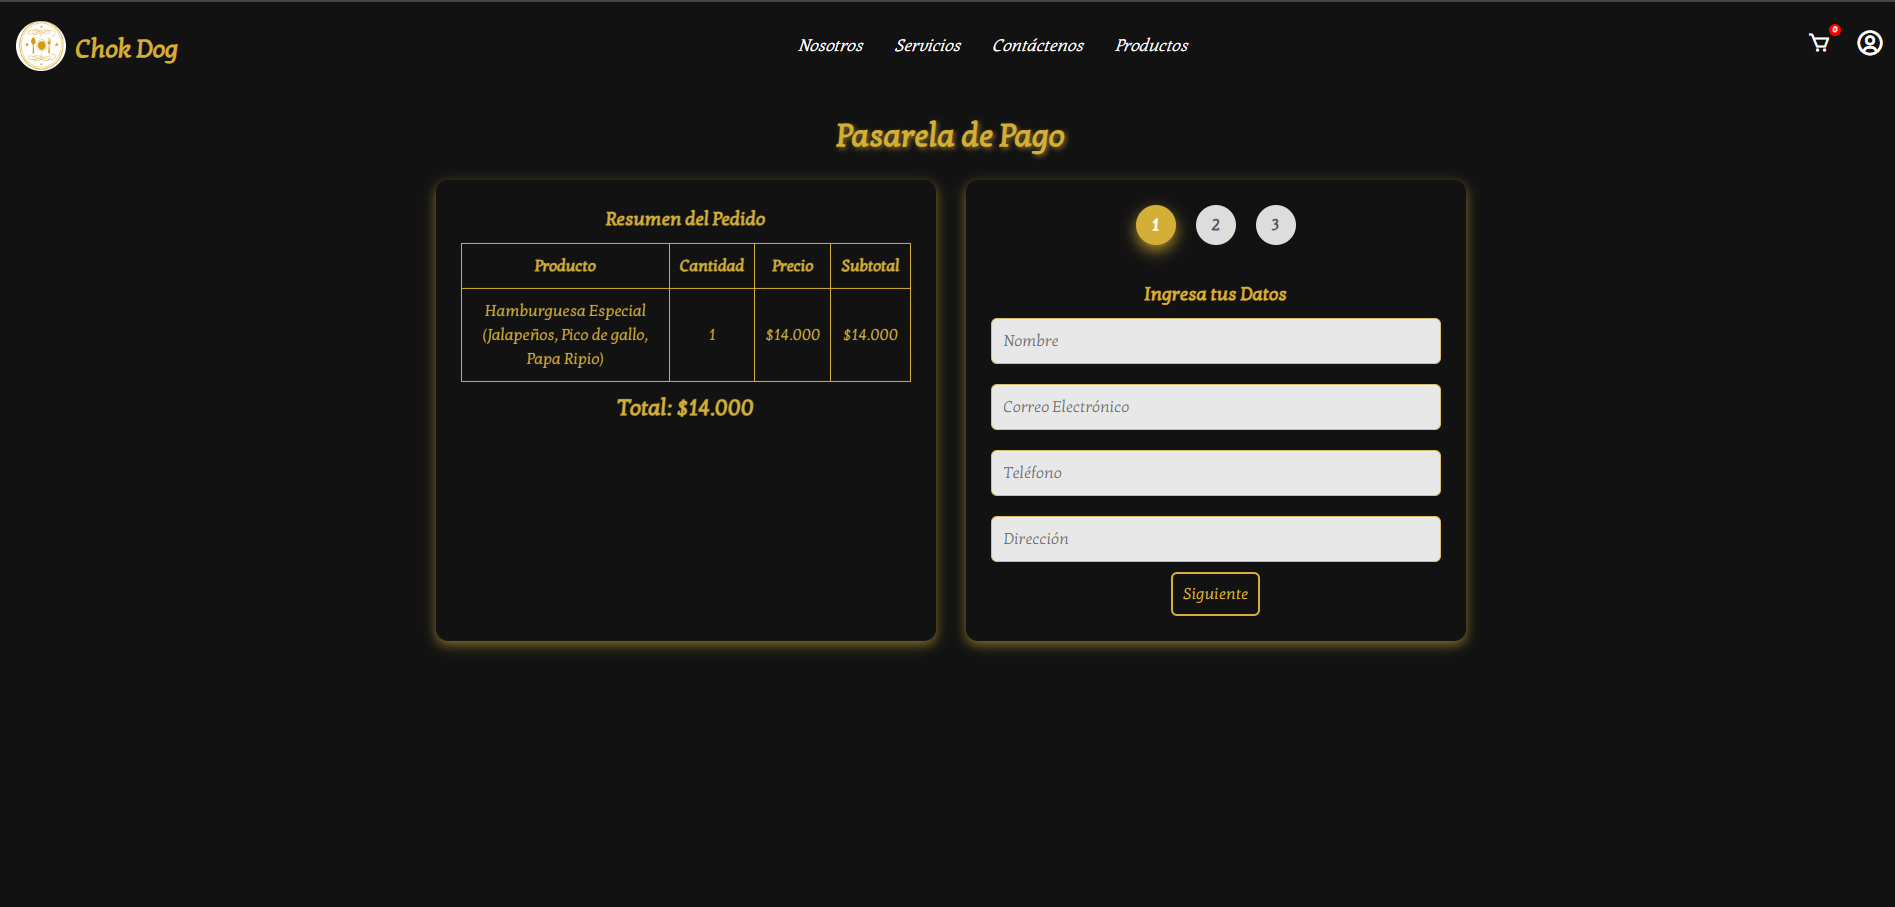 Chok Dog
Nosotros Servicios Contáctenos Productos
0
Pasarela de Pago
Resumen del Pedido
Producto Cantidad Precio Subtotal
Hamburguesa Especial
(Jalapeños, Pico de gallo,
Papa Ripio)
1 $14.000 $14.000
Total: $14.000
1 2 3
Ingresa tus Datos
Nombre
Correo Electrónico
Teléfono
Dirección
Siguiente